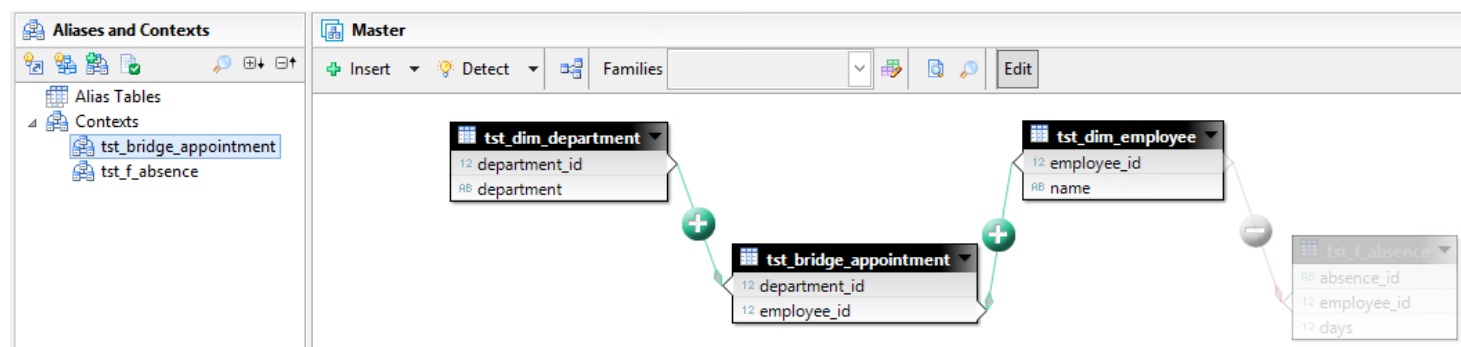 Aliases and Contexts
Master
Insert Detect Families Edit
Alias Tables
Contexts
tst_bridge_appointment
tst_f_absence
tst_dim_department
12 department_id
AB department
tst_bridge_appointment
12 department_id
12 employee_id
tst_dim_employee
12 employee_id
AB name
tst_f_absence
AB absence_id
12 employee_id
12 days